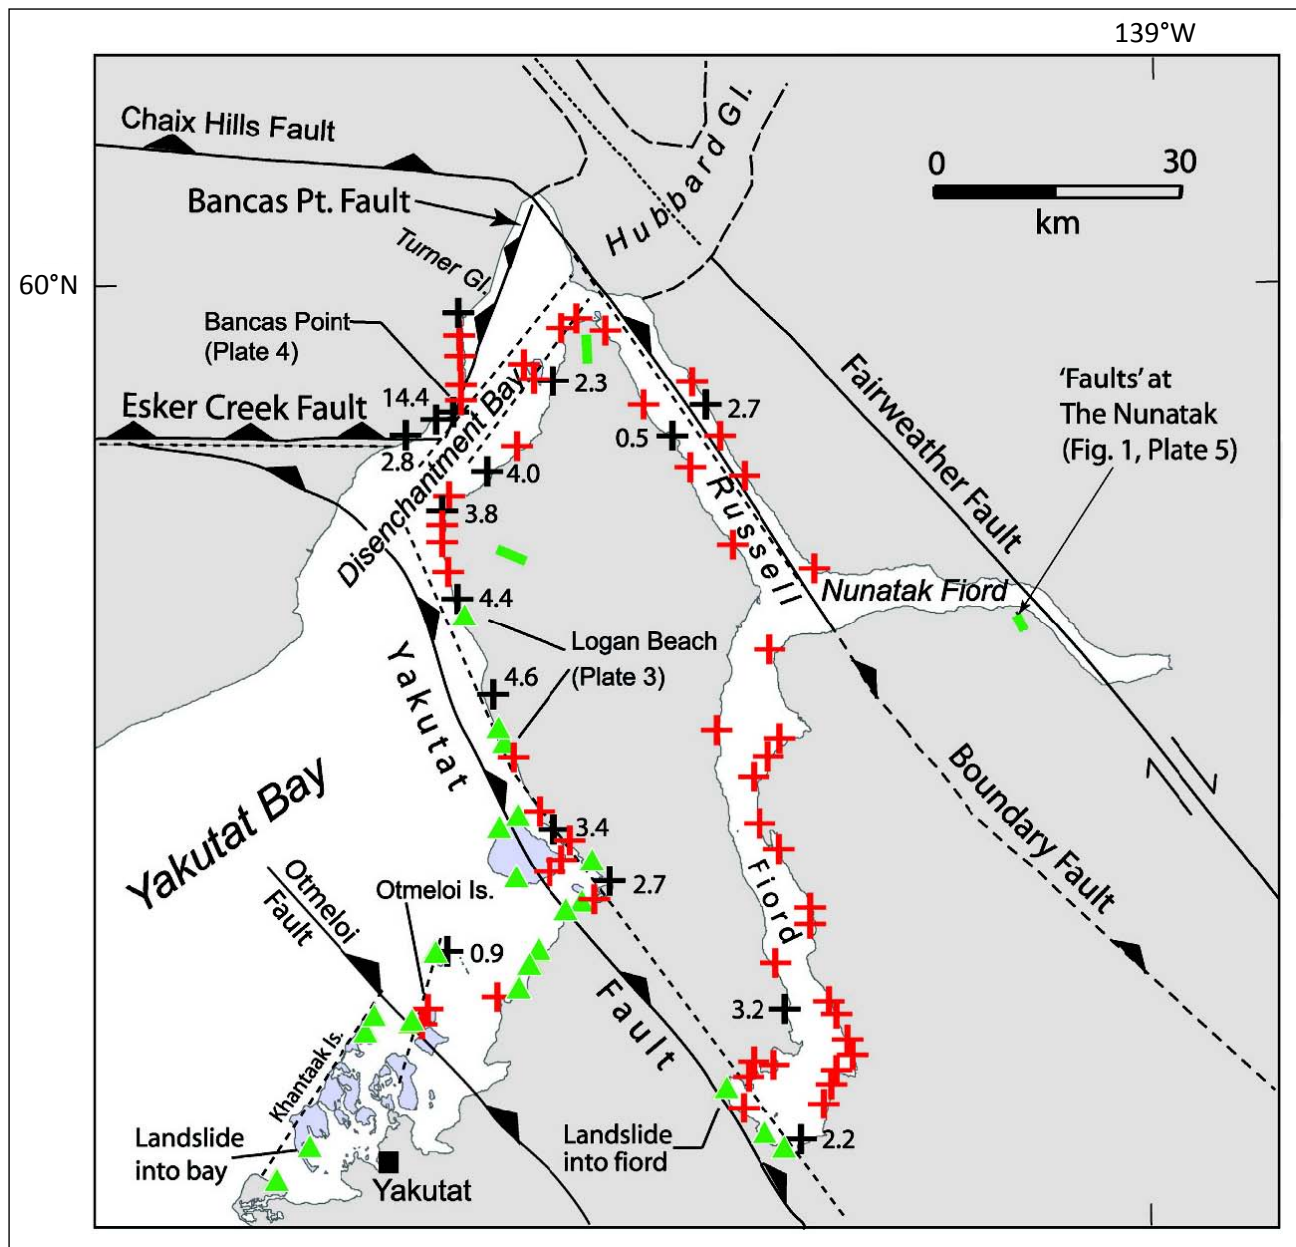 139°W
Chaix Hills Fault
0 30
km
Bancas Pt. Fault
Hubbard Gl.
Turner Gl.
60°N
Bancas Point
(Plate 4)
Fairweather Fault
'Faults' at
The Nunatak
(Fig. 1, Plate 5)
Esker Creek Fault
14.4
2.3
2.7
0.5
2.8
4.0
3.8
Disenchantment Bay
Russell
Nunatak Fiord
4.4
Logan Beach
(Plate 3)
4.6
Yakutat
Yakutat Bay
Boundary Fault
3.4
2.7
Otmeloi
Fault
Otmeloi Is.
0.9
Fiord
Fault
3.2
Khantaak Is.
Landslide
into bay
Landslide
into fiord
2.2
Yakutat